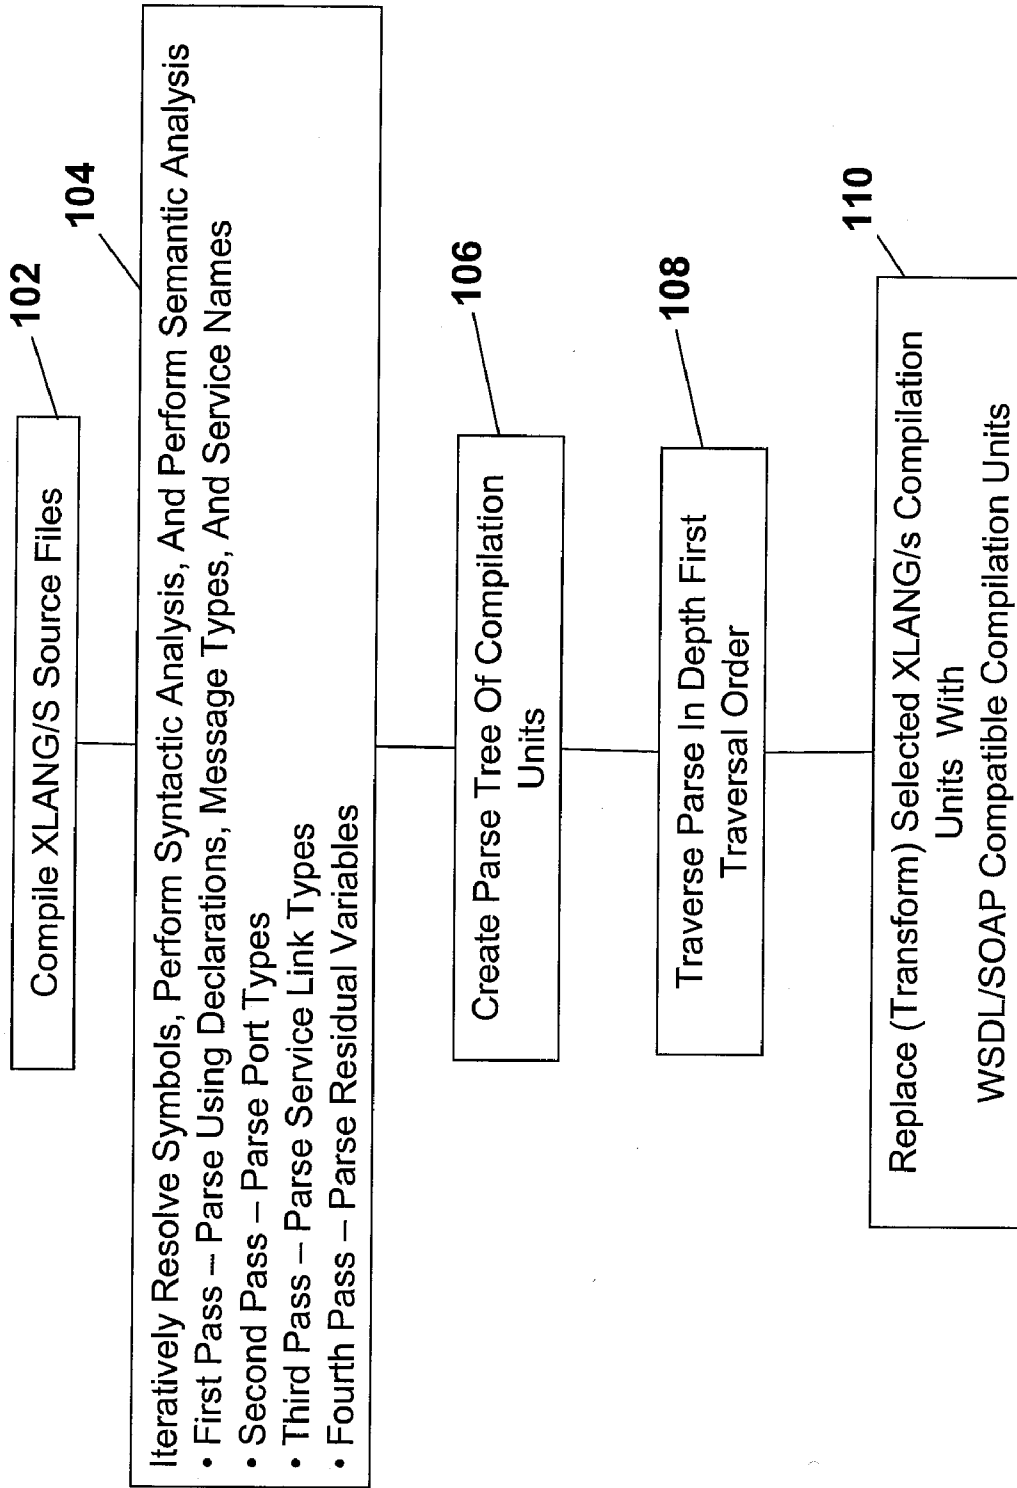 102
Compile XLANG/S Source Files
104
Iteratively Resolve Symbols, Perform Syntactic Analysis, And Perform Semantic Analysis
• First Pass – Parse Using Declarations, Message Types, And Service Names
• Second Pass – Parse Port Types
• Third Pass – Parse Service Link Types
• Fourth Pass – Parse Residual Variables
106
Create Parse Tree Of Compilation
Units
108
Traverse Parse In Depth First
Traversal Order
110
Replace (Transform) Selected XLANG/s Compilation
Units With
WSDL/SOAP Compatible Compilation Units